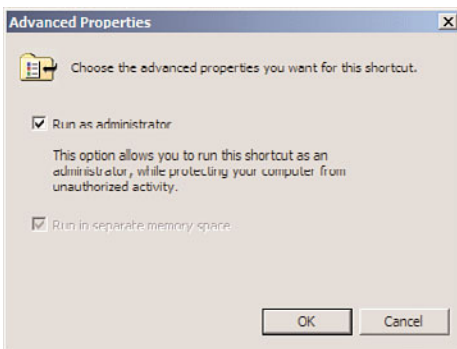 Advanced Properties
Choose the advanced properties you want for this shortcut.
Run as administrator
This option allows you to run this shortcut as an
administrator, while protecting your computer from
unauthorized activity.
Run in separate memory space
OK
Cancel